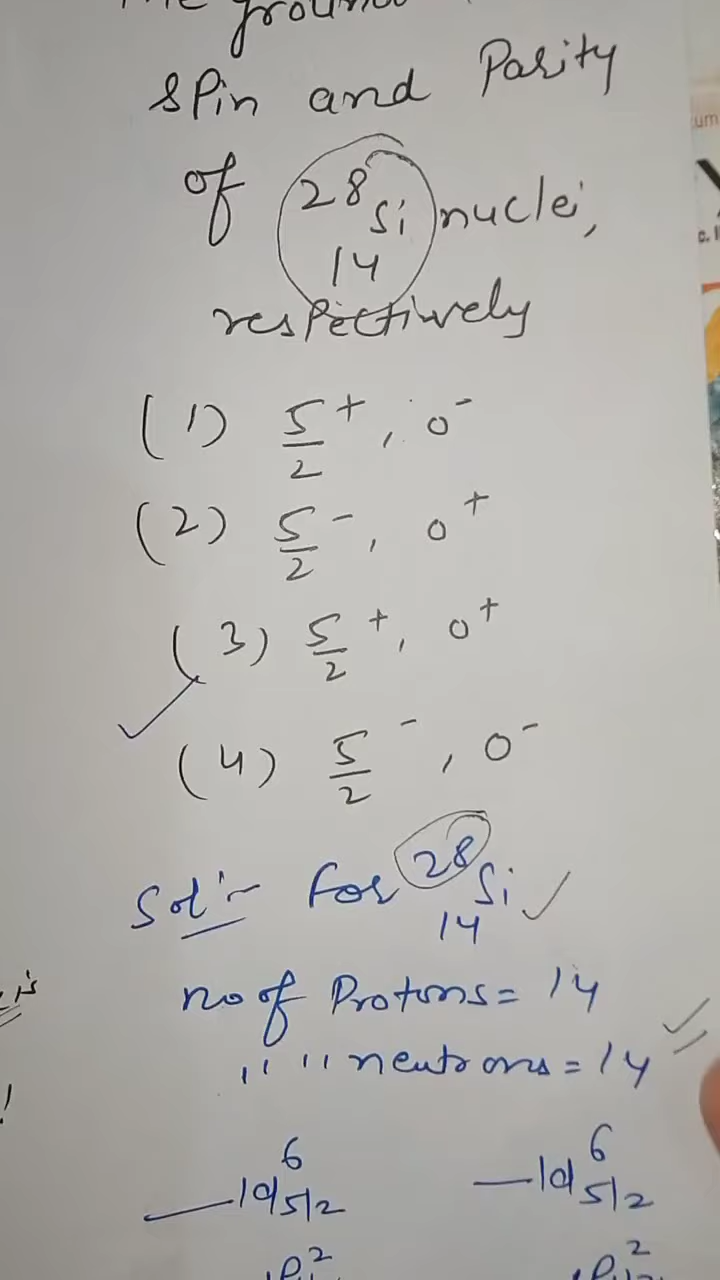 The ground
spin and Parity
of 28 Si nuclei,
14
respectively
(1) 5/2 +, 0-
(2) 5/2 -, 0+
(3) 5/2 +, 0+
(4) 5/2 -, 0-
Sol:- For 28 Si
14
no of Protons = 14
" " neutrons = 14
1d 6 5/2 1d 6 5/2